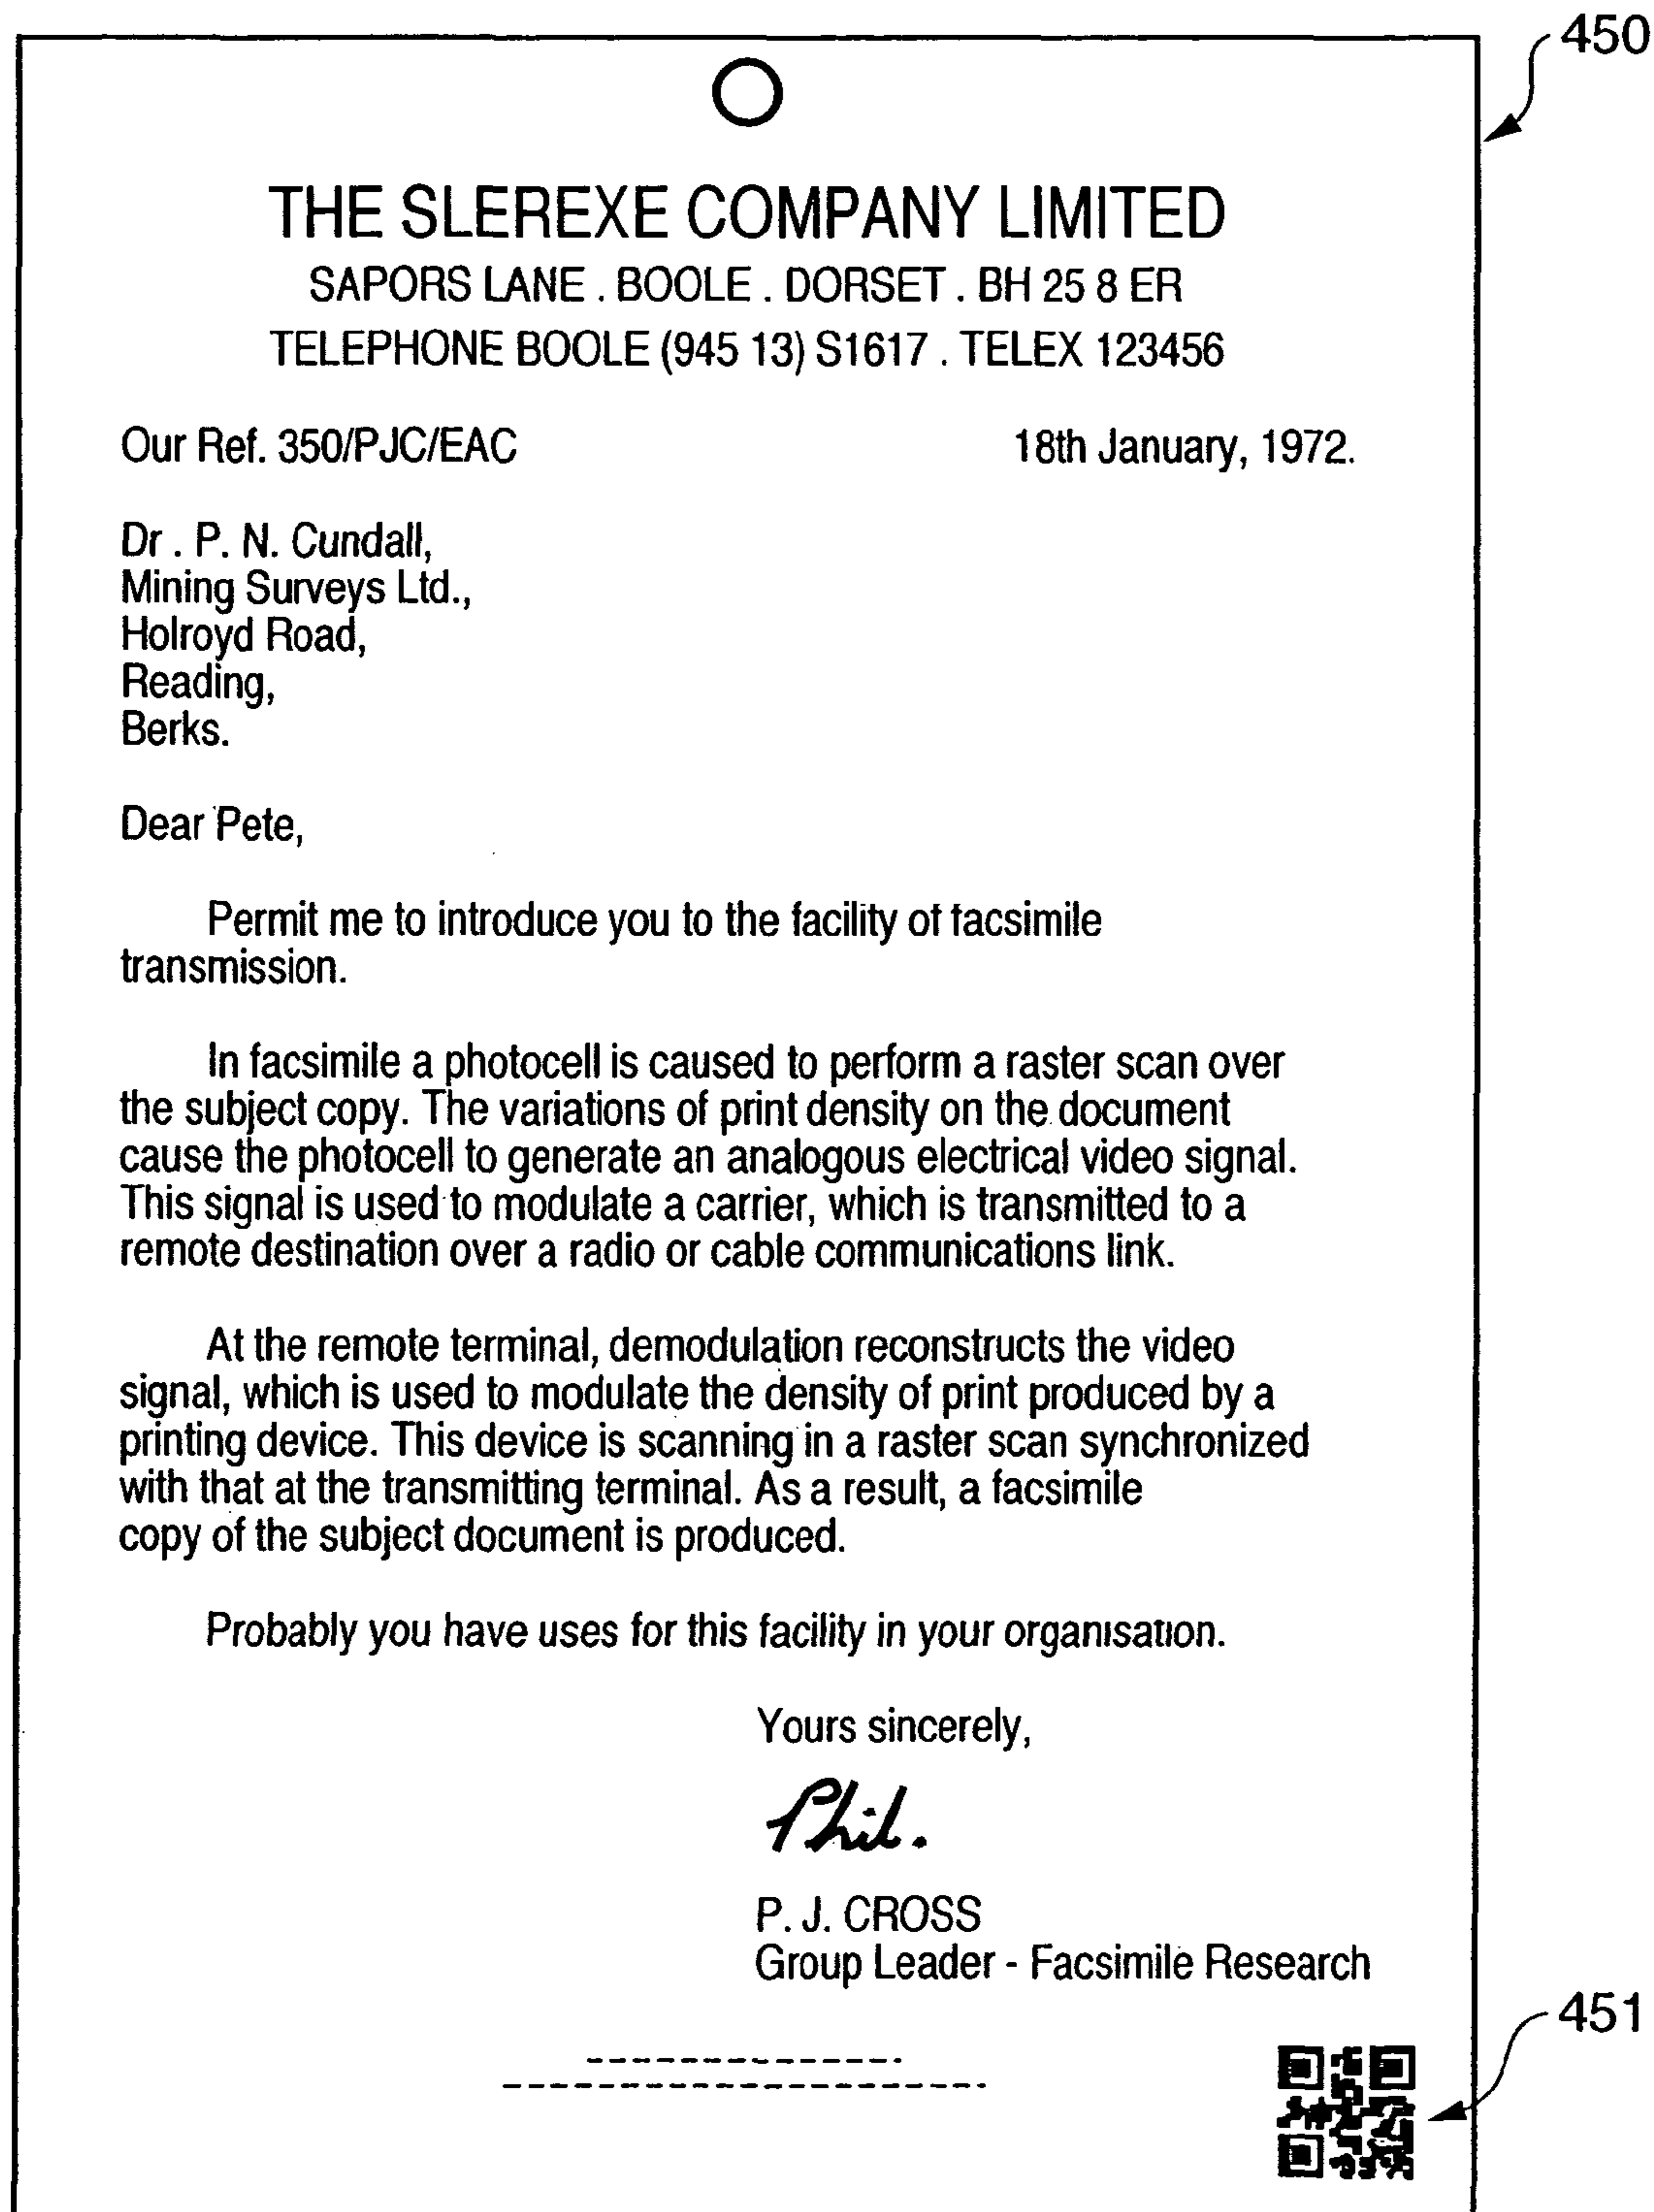 450
THE SLEREXE COMPANY LIMITED
SAPORS LANE . BOOLE . DORSET . BH 25 8 ER
TELEPHONE BOOLE (945 13) S1617 . TELEX 123456
Our Ref. 350/PJC/EAC 18th January, 1972.
Dr . P. N. Cundall,
Mining Surveys Ltd.,
Holroyd Road,
Reading,
Berks.
Dear Pete,
Permit me to introduce you to the facility of facsimile
transmission.
In facsimile a photocell is caused to perform a raster scan over
the subject copy. The variations of print density on the document
cause the photocell to generate an analogous electrical video signal.
This signal is used to modulate a carrier, which is transmitted to a
remote destination over a radio or cable communications link.
At the remote terminal, demodulation reconstructs the video
signal, which is used to modulate the density of print produced by a
printing device. This device is scanning in a raster scan synchronized
with that at the transmitting terminal. As a result, a facsimile
copy of the subject document is produced.
Probably you have uses for this facility in your organisation.
Yours sincerely,
Phil.
P. J. CROSS
Group Leader - Facsimile Research
451